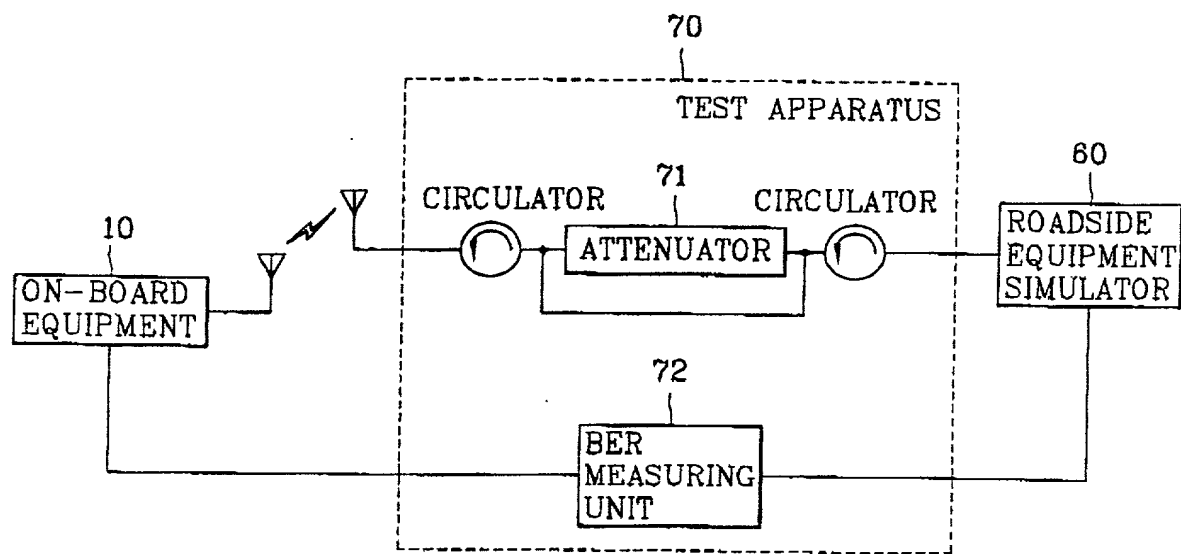 70
TEST APPARATUS
60
71
CIRCULATOR
CIRCULATOR
10
ATTENUATOR
ROADSIDE
EQUIPMENT
SIMULATOR
ON-BOARD
EQUIPMENT
72
BER
MEASURING
UNIT